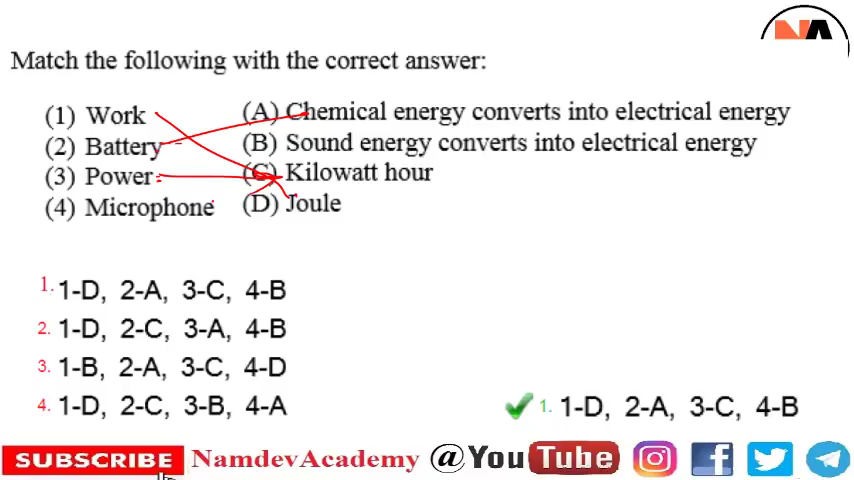 NA
Match the following with the correct answer:
(1) Work (A) Chemical energy converts into electrical energy
(2) Battery (B) Sound energy converts into electrical energy
(3) Power (C) Kilowatt hour
(4) Microphone (D) Joule
1. 1-D, 2-A, 3-C, 4-B
2. 1-D, 2-C, 3-A, 4-B
3. 1-B, 2-A, 3-C, 4-D
4. 1-D, 2-C, 3-B, 4-A
1. 1-D, 2-A, 3-C, 4-B
SUBSCRIBE NamdevAcademy @YouTube